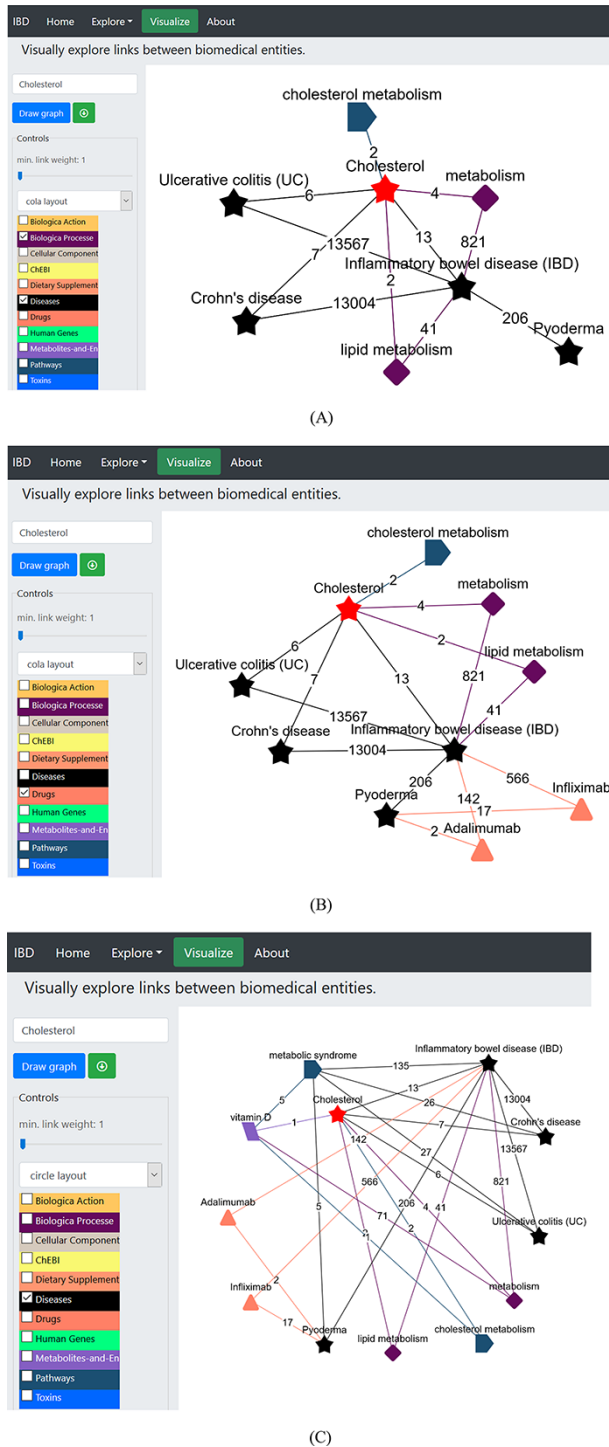 IBD Home Explore Visualize About
Visually explore links between biomedical entities.
Cholesterol
Draw graph
Controls
min. link weight: 1
cola layout
Biologica Action
Biologica Processe
Cellular Component
ChEBI
Dietary Supplement
Diseases
Drugs
Human Genes
Metabolites-and-En
Pathways
Toxins
cholesterol metabolism
2
Cholesterol
Ulcerative colitis (UC)
6
4
metabolism
7
13567
13
821
Inflammatory bowel disease (IBD)
2
Crohn's disease
13004
41
206
Pyoderma
lipid metabolism
(A)
IBD Home Explore Visualize About
Visually explore links between biomedical entities.
Cholesterol
Draw graph
Controls
min. link weight: 1
cola layout
Biologica Action
Biologica Processe
Cellular Component
ChEBI
Dietary Supplement
Diseases
Drugs
Human Genes
Metabolites-and-En
Pathways
Toxins
cholesterol metabolism
2
Cholesterol
metabolism
4
6
2
lipid metabolism
Ulcerative colitis (UC)
7
13
821
41
13567
Crohn's disease
Inflammatory bowel disease (IBD)
13004
206
566
Pyoderma
142
Infliximab
17
2
Adalimumab
(B)
IBD Home Explore Visualize About
Visually explore links between biomedical entities.
Cholesterol
Draw graph
Controls
min. link weight: 1
circle layout
Biologica Action
Biologica Processe
Cellular Component
ChEBI
Dietary Supplement
Diseases
Drugs
Human Genes
Metabolites-and-En
Pathways
Toxins
Inflammatory bowel disease (IBD)
metabolic syndrome
135
13
5
Cholesterol
26
13004
vitamin D
1
7
Crohn's disease
142
27
13567
6
566
821
Adalimumab
206
4
41
Ulcerative colitis (UC)
5
71
2
2
metabolism
Infliximab
17
Pyoderma
lipid metabolism
cholesterol metabolism
(C)